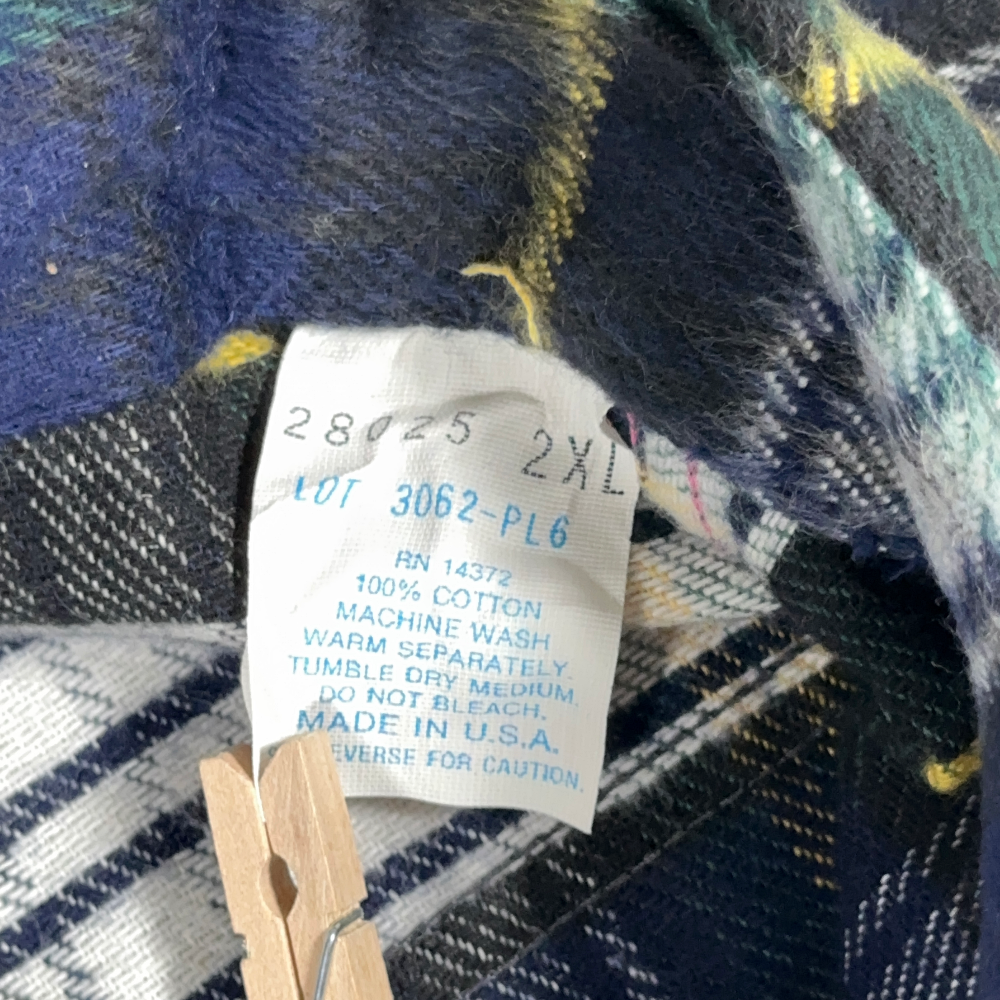 28025 2XL
LOT 3062-PL6
RN 14372
100% COTTON
MACHINE WASH
WARM SEPARATELY.
TUMBLE DRY MEDIUM.
DO NOT BLEACH.
MADE IN U.S.A.
EVERSE FOR CAUTION.